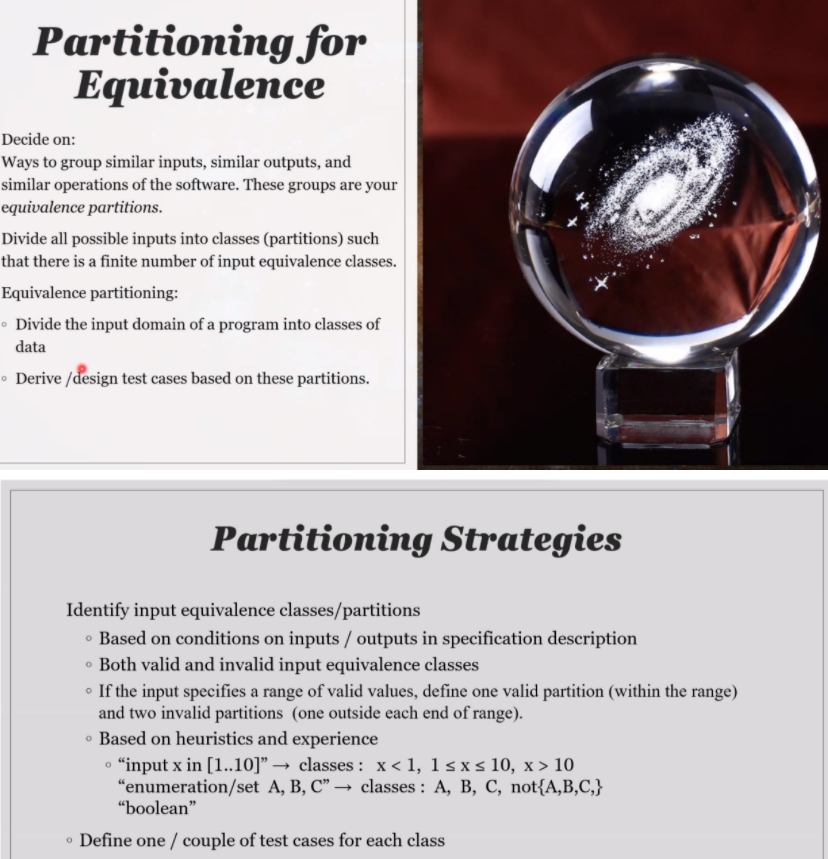 Partitioning for
Equivalence
Decide on:
Ways to group similar inputs, similar outputs, and
similar operations of the software. These groups are your
equivalence partitions.
Divide all possible inputs into classes (partitions) such
that there is a finite number of input equivalence classes.
Equivalence partitioning:
◦ Divide the input domain of a program into classes of
data
◦ Derive /design test cases based on these partitions.
Partitioning Strategies
Identify input equivalence classes/partitions
◦ Based on conditions on inputs / outputs in specification description
◦ Both valid and invalid input equivalence classes
◦ If the input specifies a range of valid values, define one valid partition (within the range)
and two invalid partitions (one outside each end of range).
◦ Based on heuristics and experience
◦ “input x in [1..10]” → classes : x < 1, 1 ≤ x ≤ 10, x > 10
“enumeration/set A, B, C” → classes : A, B, C, not{A,B,C,}
“boolean”
◦ Define one / couple of test cases for each class